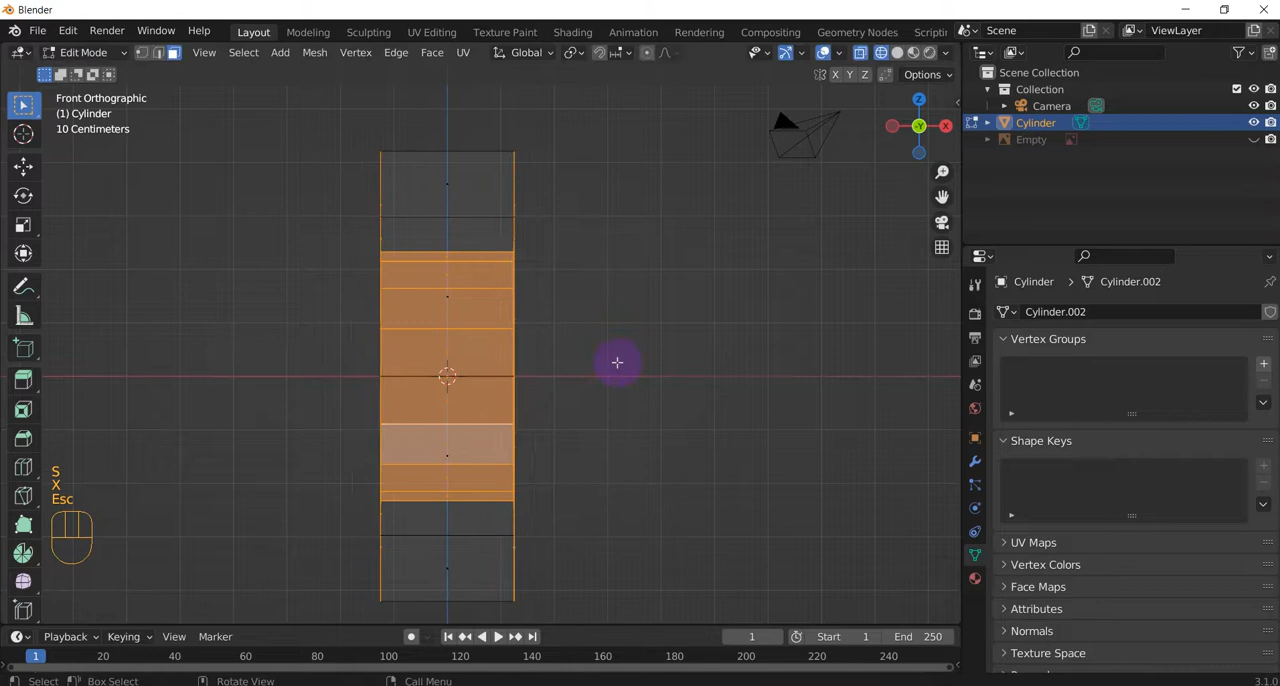 Blender
File Edit Render Window Help
Layout Modeling Sculpting UV Editing Texture Paint Shading Animation Rendering Compositing Geometry Nodes Scriptin
Scene
ViewLayer
Edit Mode
View Select Add Mesh Vertex Edge Face UV
Global
X Y Z
Options
Front Orthographic
(1) Cylinder
10 Centimeters
Z
-Y
X
Scene Collection
Collection
Camera
Cylinder
Empty
Cylinder > Cylinder.002
Cylinder.002
Vertex Groups
Shape Keys
UV Maps
Vertex Colors
Face Maps
Attributes
Normals
Texture Space
S
X
Esc
Playback Keying View Marker
1
Start 1
End 250
1 20 40 60 80 100 120 140 160 180 200 220 240
Select Box Select Rotate View Call Menu
3.1.0